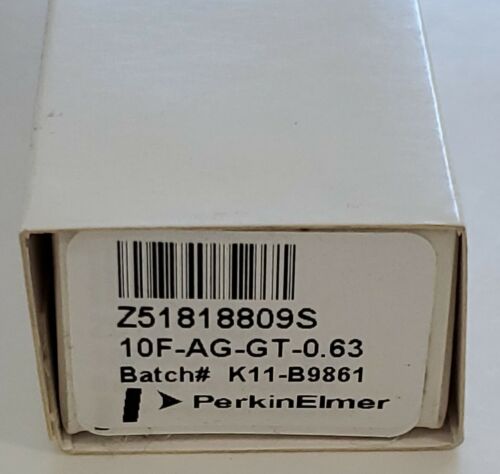 Z51818809S
10F-AG-GT-0.63
Batch# K11-B9861
PerkinElmer